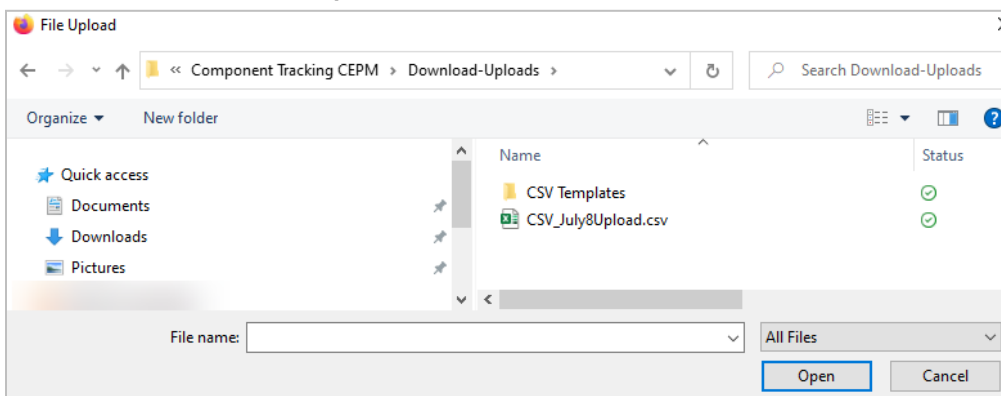 File Upload
« Component Tracking CEPM > Download-Uploads >
Search Download-Uploads
Organize
New folder
Name
Status
Quick access
Documents
Downloads
Pictures
CSV Templates
CSV_July8Upload.csv
File name:
All Files
Open
Cancel